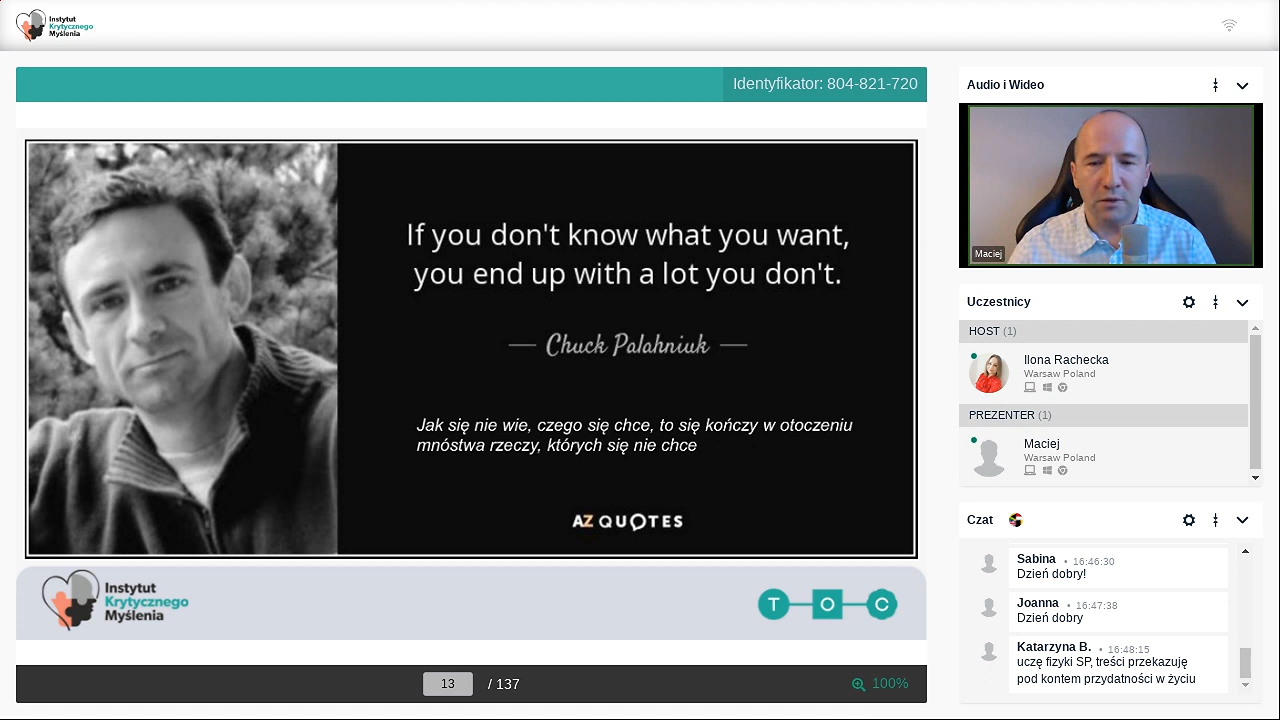 Instytut
Krytycznego
Myślenia
Identyfikator: 804-821-720
If you don't know what you want,
you end up with a lot you don't.
— Chuck Palahniuk —
Jak się nie wie, czego się chce, to się kończy w otoczeniu
mnóstwa rzeczy, których się nie chce
AZ QUOTES
Instytut
Krytycznego
Myślenia
T O C
13 / 137
100%
Audio i Wideo
Maciej
Uczestnicy
HOST (1)
Ilona Rachecka
Warsaw Poland
PREZENTER (1)
Maciej
Warsaw Poland
Czat
Sabina • 16:46:30
Dzień dobry!
Joanna • 16:47:38
Dzień dobry
Katarzyna B. • 16:48:15
uczę fizyki SP, treści przekazuję
pod kontem przydatności w życiu